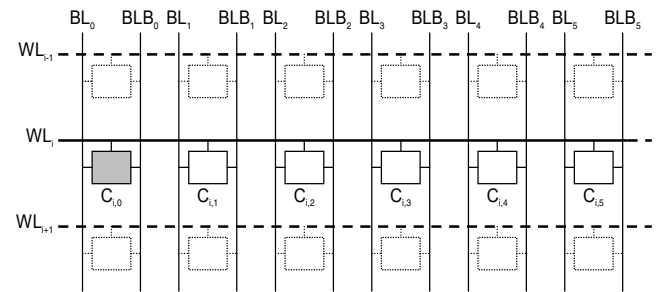 BL0 BLB0 BL1 BLB1 BL2 BLB2 BL3 BLB3 BL4 BLB4 BL5 BLB5
WLi-1
WLi
Ci,0 Ci,1 Ci,2 Ci,3 Ci,4 Ci,5
WLi+1